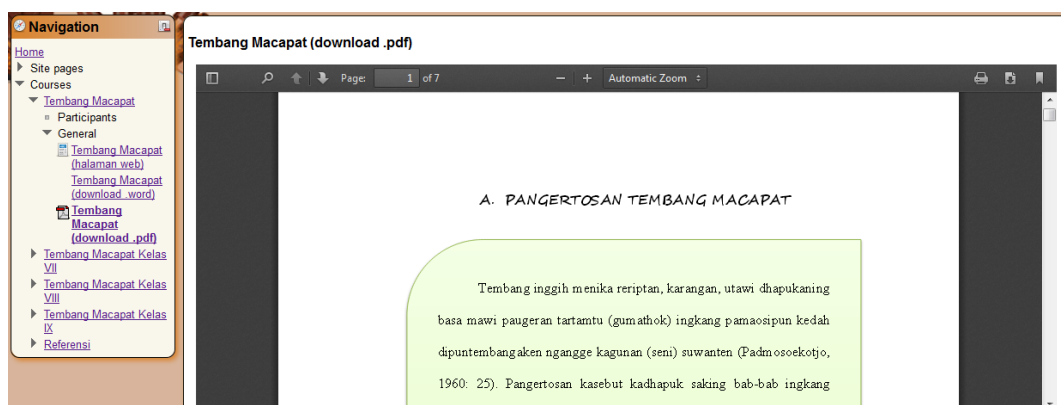 Navigation
Home
Site pages
Courses
Tembang Macapat
Participants
General
Tembang Macapat
(halaman web)
Tembang Macapat
(download .word)
Tembang
Macapat
(download .pdf)
Tembang Macapat Kelas
VII
Tembang Macapat Kelas
VIII
Tembang Macapat Kelas
IX
Referensi
Tembang Macapat (download .pdf)
Page: 1 of 7
Automatic Zoom
A. PANGERTOSAN TEMBANG MACAPAT
Tembang inggih menika reriptan, karangan, utawi dhapukaning
basa mawi paugeran tartamtu (gumathok) ingkang pamaosipun kedah
dipuntembangaken ngangge kagunan (seni) suwanten (Padmosoekotjo,
1960: 25). Pangertosan kasebut kadhapuk saking bab-bab ingkang